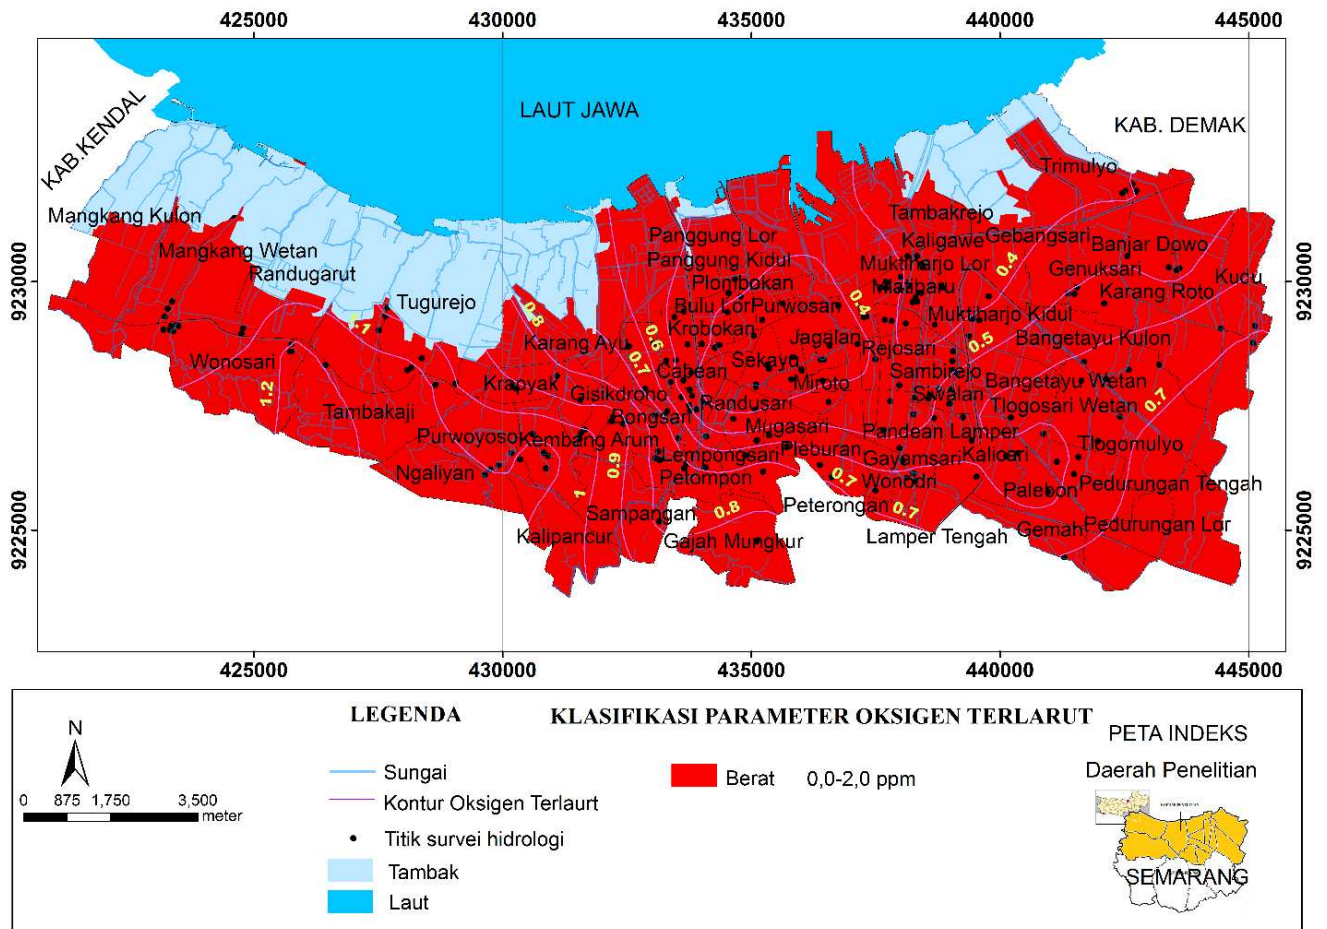 425000 430000 435000 440000 445000
KAB.KENDAL
LAUT JAWA
KAB. DEMAK
9230000
9225000
9230000
9225000
Trimulyo
Mangkang Kulon
Tambakrejo
Mangkang Wetan
Panggung Lor
Kaligawe
Gebangsari
Banjar Dowo
Randugarut
Panggung Kidul
Muktiharjo Lor
0.4
Genuksari
Kudu
Tugurejo
Plombokan
Karang Roto
0.8
Bulu Lor
Purwosari
0.4
Muktiharjo Kidul
Krobokan
0.6
Karang Ayu
Jagalan
Rejosari
0.5
Bangetayu Kulon
Wonosari
0.7
Sekayu
Cabean
Sambirejo
1.2
Krapyak
Gisikdroho
Miroto
Siwalan
Bangetayu Wetan
0.7
Tambakaji
Bongsari
Randusari
Tlogosari Wetan
Purwoyoso
Kembang Arum
Mugasari
Pandean Lamper
Tlogomulyo
Ngaliyan
0.9
Lempongsari
Pleburan
Gayamsari
Kalicari
Petompon
0.7
Wonodri
Palebon
Pedurungan Tengah
1
Sampangan
0.8
Peterongan
0.7
Kalipancur
Gajah Mungkur
Lamper Tengah
Gemah
Pedurungan Lor
425000 430000 435000 440000 445000
LEGENDA
KLASIFIKASI PARAMETER OKSIGEN TERLARUT
PETA INDEKS
Daerah Penelitian
SEMARANG
N
0 875 1,750 3,500
meter
Sungai
Kontur Oksigen Terlaurt
Titik survei hidrologi
Tambak
Laut
Berat 0,0-2,0 ppm